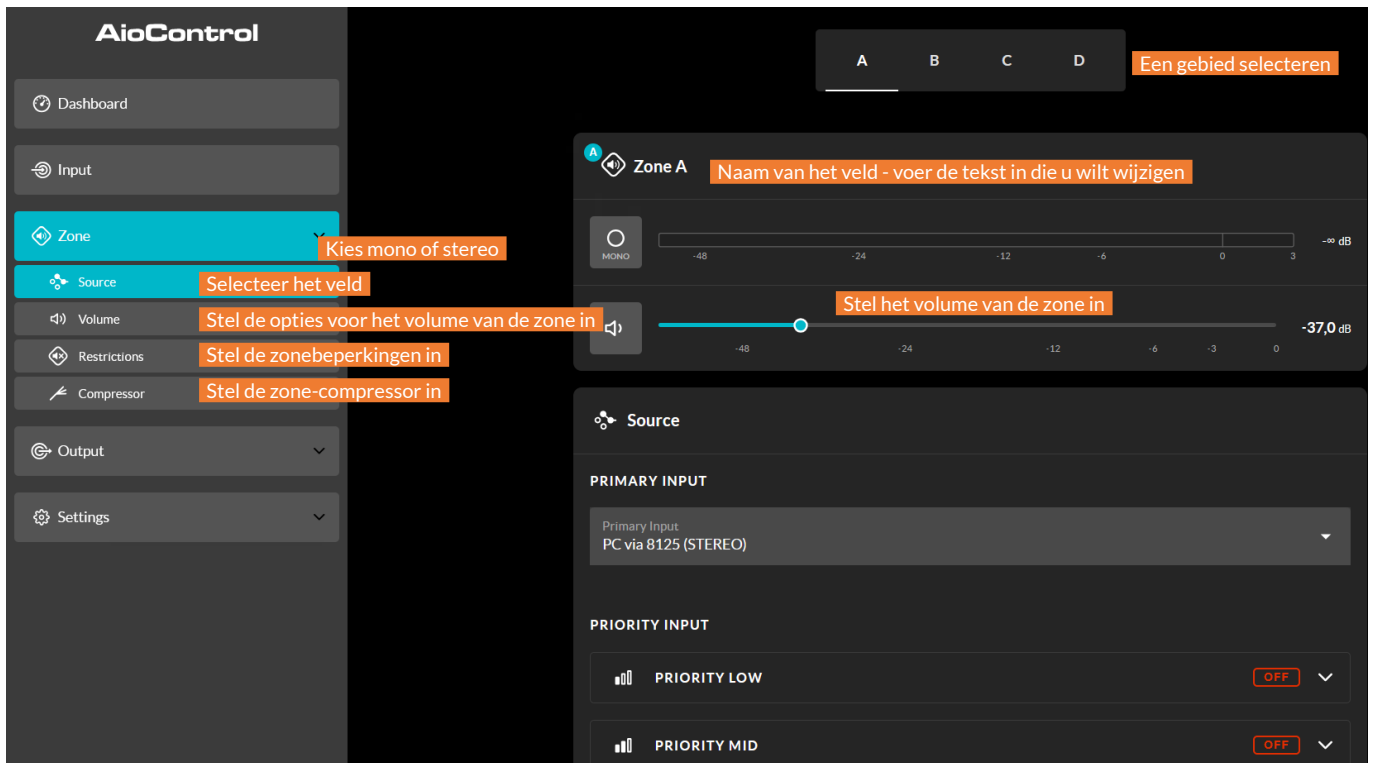 AioControl
A B C D
Een gebied selecteren
Dashboard
Input
Zone
Kies mono of stereo
Source
Selecteer het veld
Volume
Stel de opties voor het volume van de zone in
Restrictions
Stel de zonebeperkingen in
Compressor
Stel de zone-compressor in
Output
Settings
A
Zone A
Naam van het veld - voer de tekst in die u wilt wijzigen
MONO
-48 -24 -12 -6 0 3
-∞ dB
Stel het volume van de zone in
-37,0 dB
-48 -24 -12 -6 -3 0
Source
PRIMARY INPUT
Primary Input
PC via 8125 (STEREO)
PRIORITY INPUT
PRIORITY LOW OFF
PRIORITY MID OFF